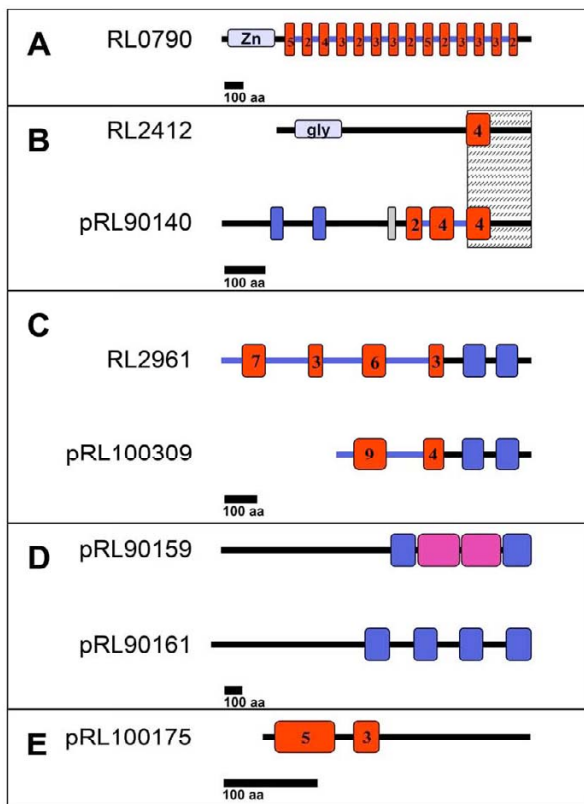 A RL0790 Zn 5 2 4 3 2 3 3 2 5 2 3 3 3 2
100 aa
B RL2412 gly 4
pRL90140 2 4 4
100 aa
C
RL2961 7 3 6 3
pRL100309 9 4
100 aa
D pRL90159
pRL90161
100 aa
E pRL100175 5 3
100 aa